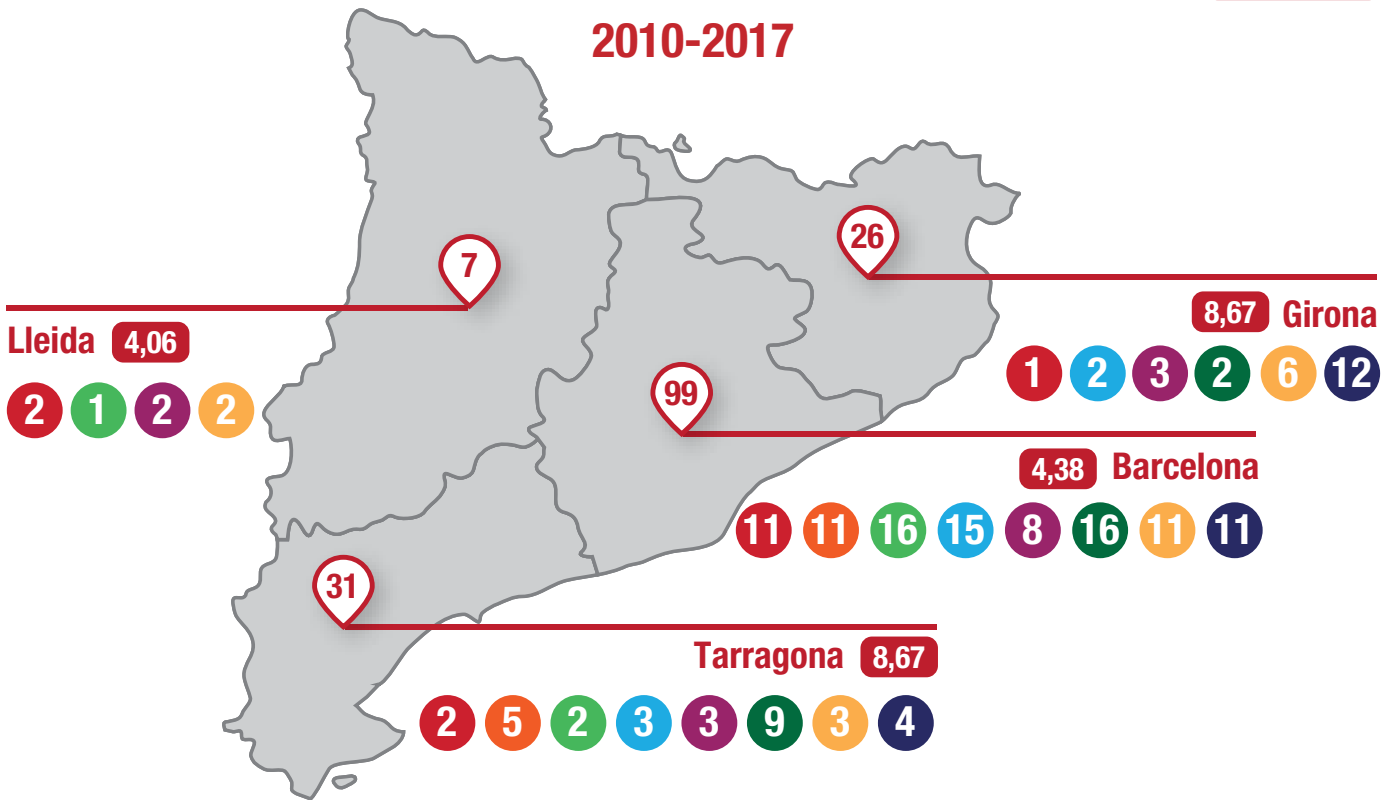 2010-2017
26
7
8,67 Girona
Lleida 4,06
1 2 3 2 6 12
2 1 2 2
99
4,38 Barcelona
11 11 16 15 8 16 11 11
31
Tarragona 8,67
2 5 2 3 3 9 3 4